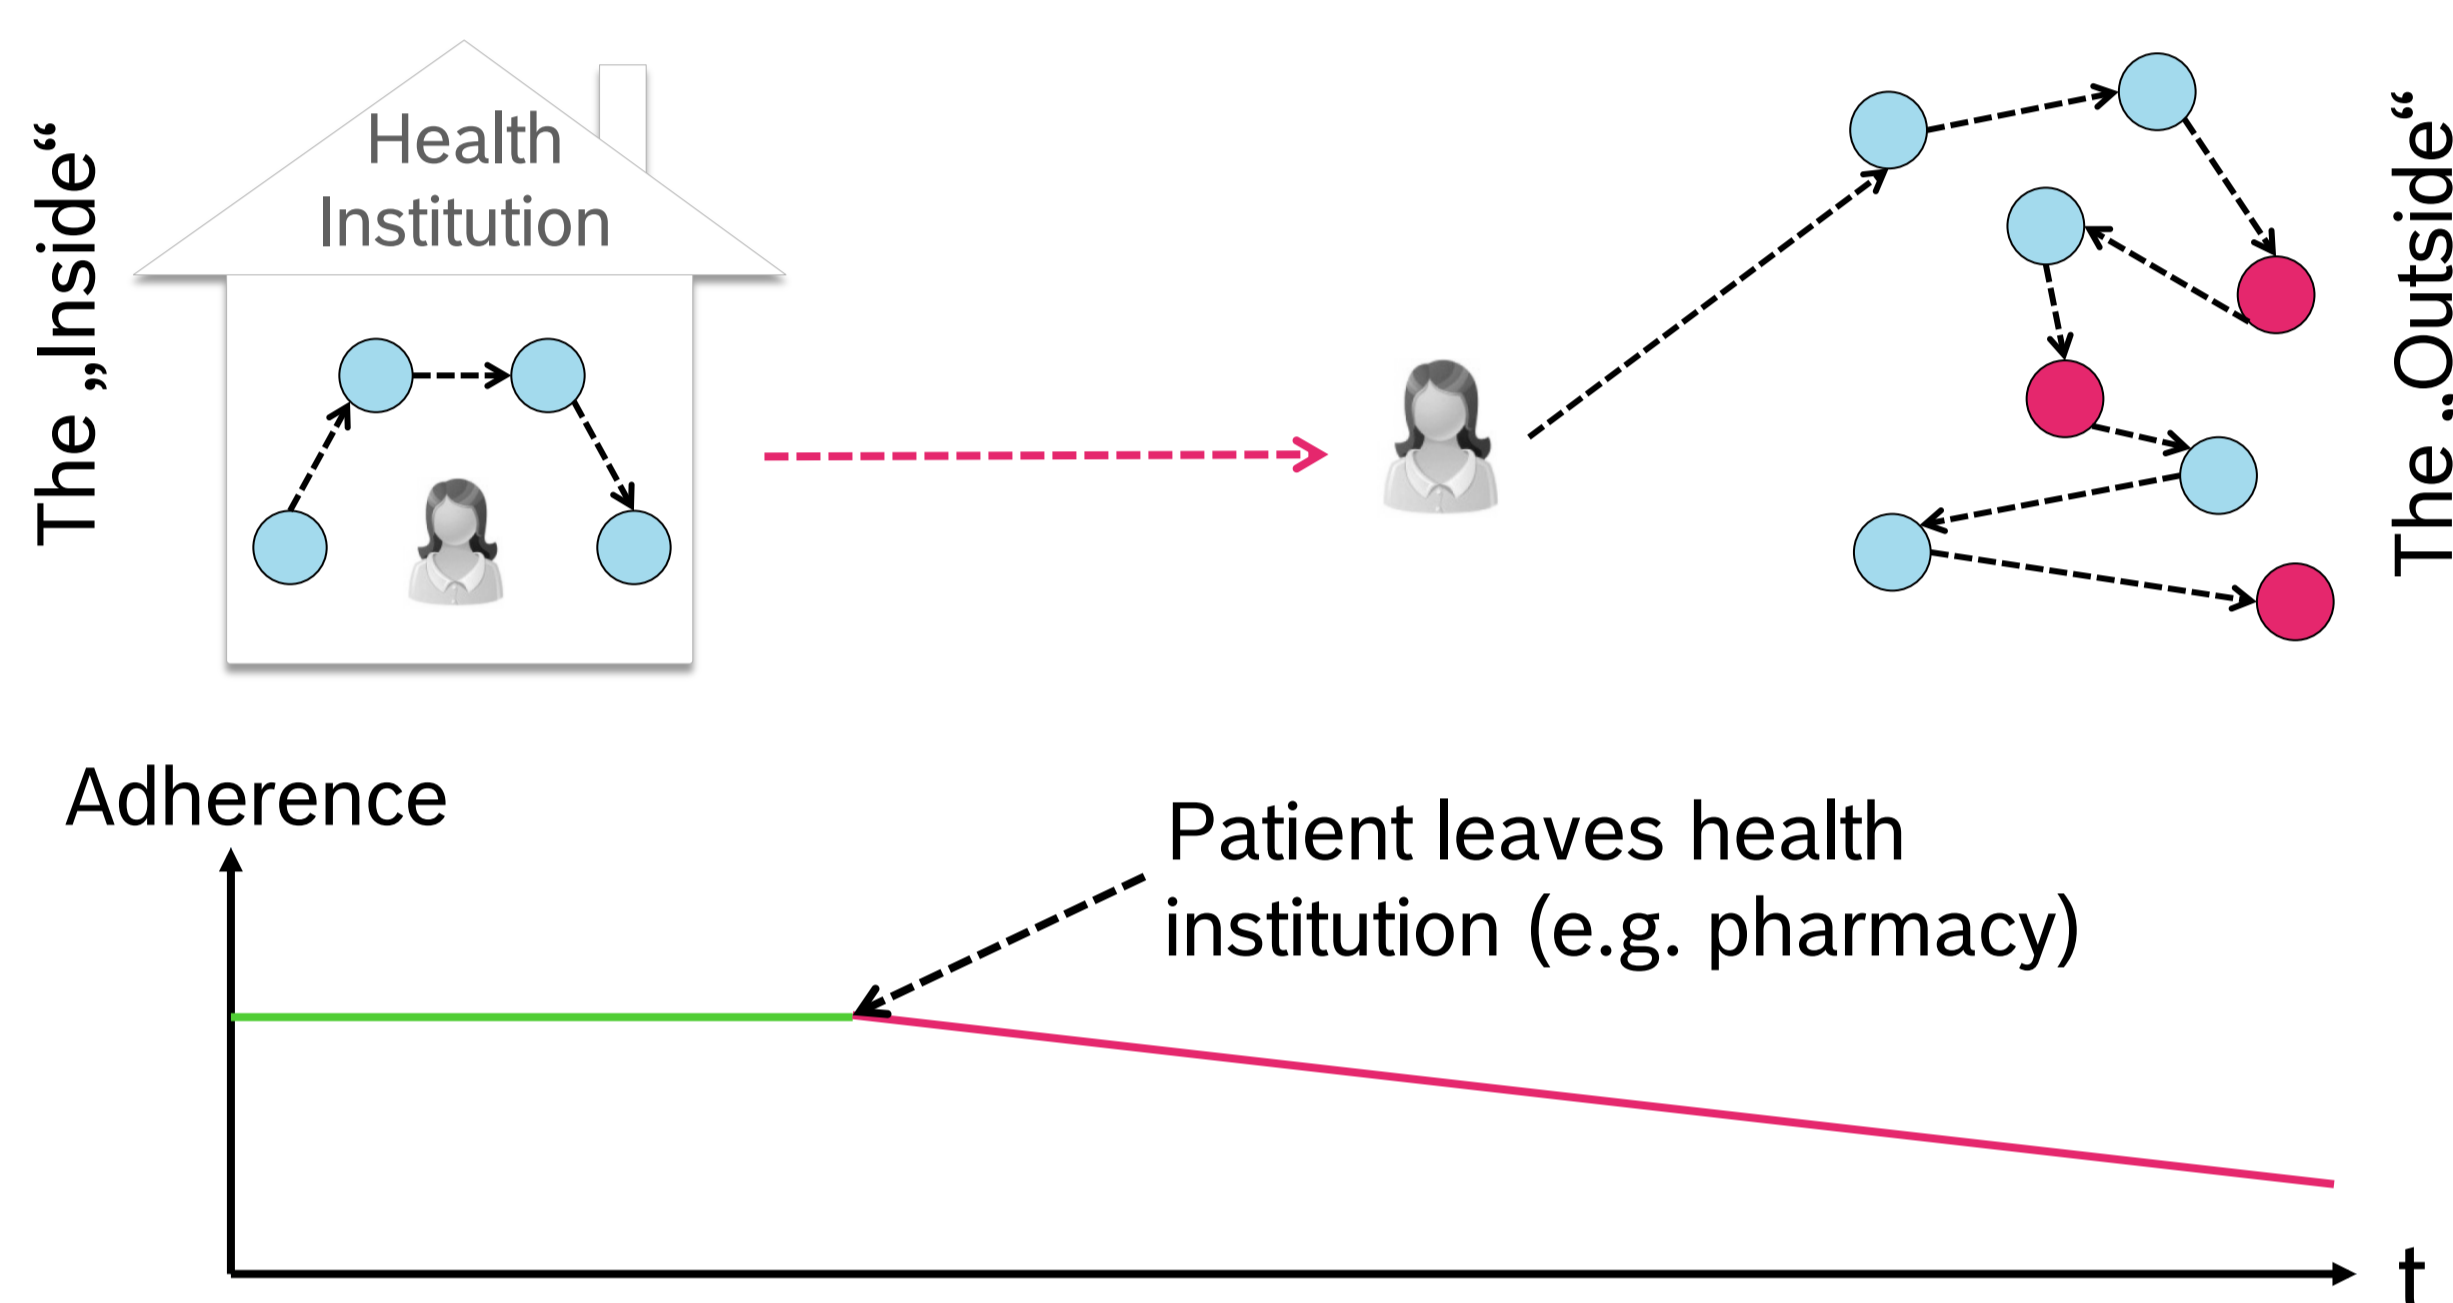 The „Inside“
Health
Institution
The „Outside“
Adherence
Patient leaves health
institution (e.g. pharmacy)
t